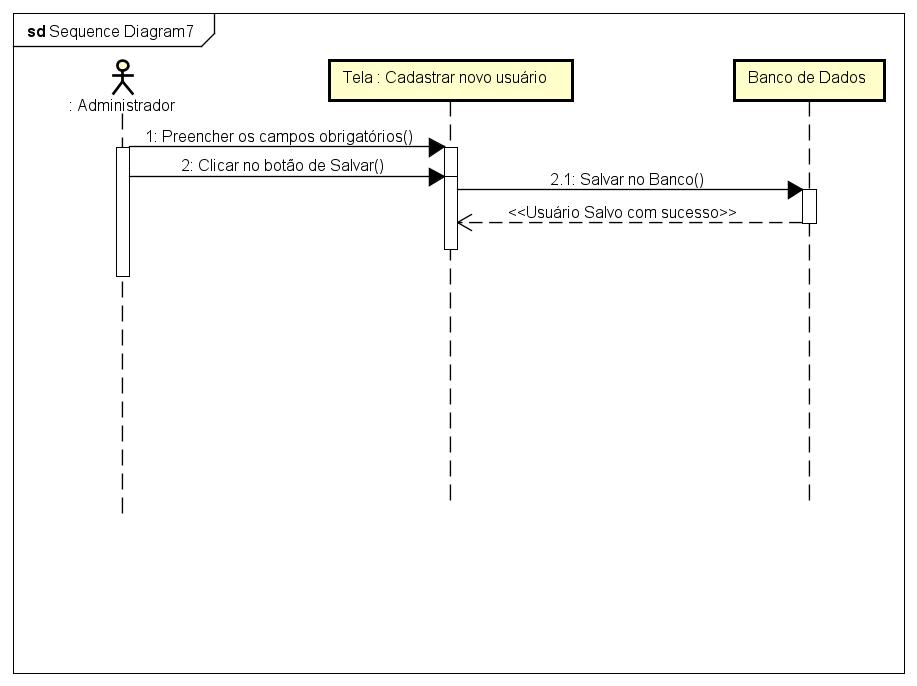 sd Sequence Diagram7
: Administrador
Tela : Cadastrar novo usuário
Banco de Dados
1: Preencher os campos obrigatórios()
2: Clicar no botão de Salvar()
2.1: Salvar no Banco()
<<Usuário Salvo com sucesso>>